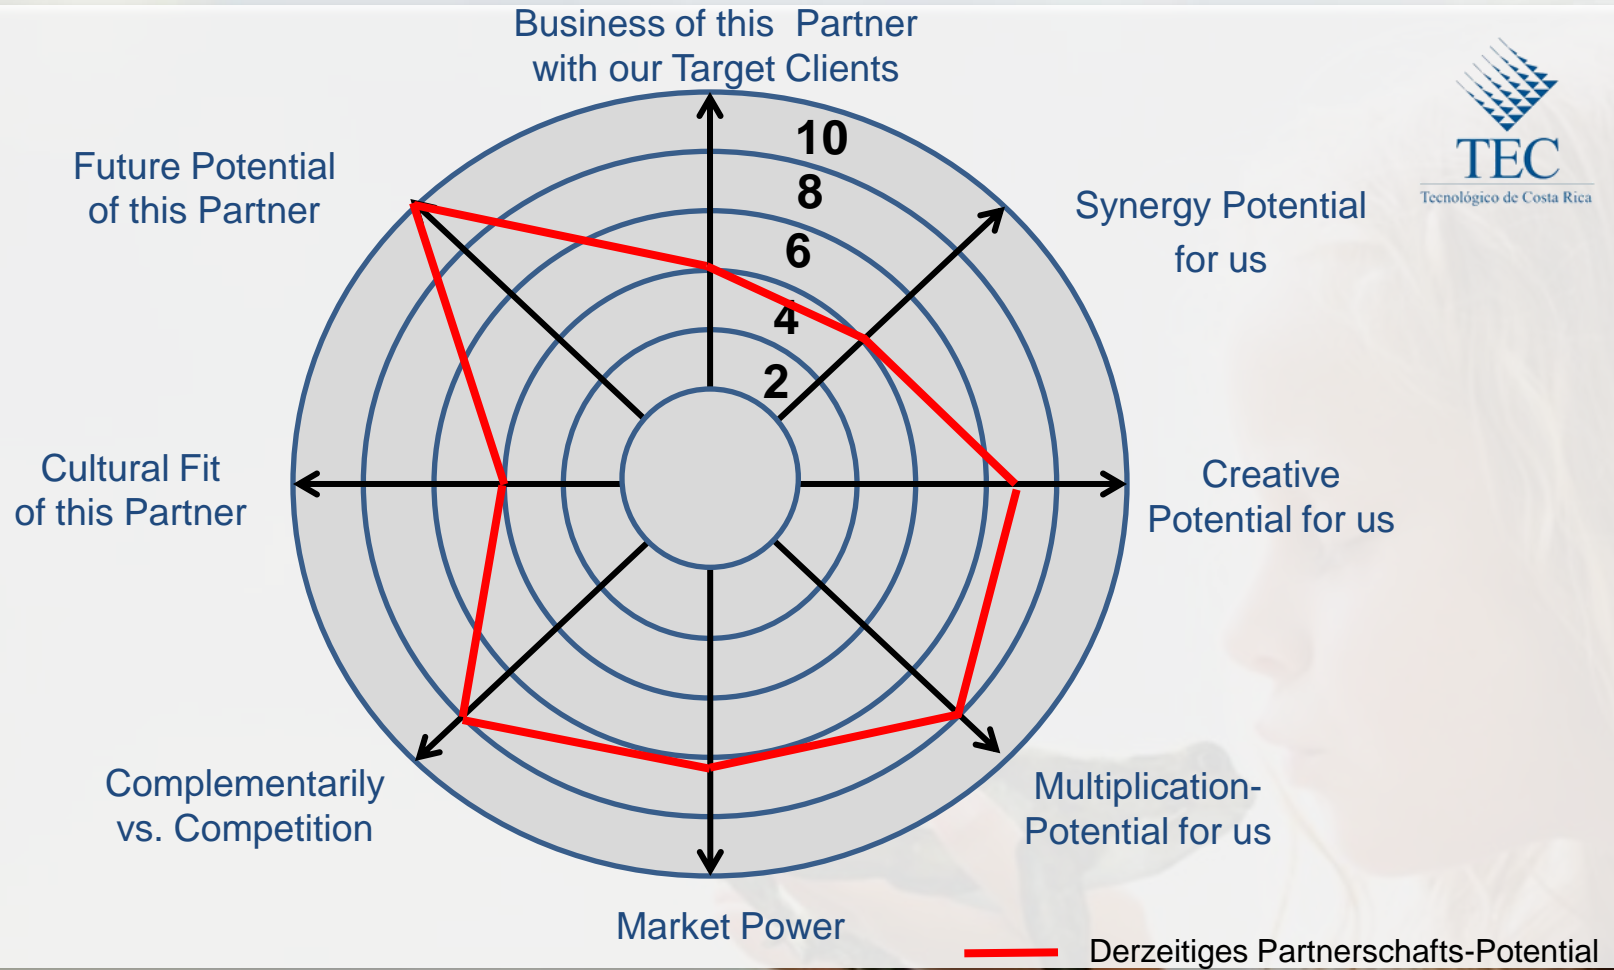 Business of this Partner
with our Target Clients
TEC
Tecnológico de Costa Rica
Future Potential
of this Partner
10
8
6
4
2
Synergy Potential
for us
Cultural Fit
of this Partner
Creative
Potential for us
Complementarily
vs. Competition
Multiplication-
Potential for us
Market Power
Derzeitiges Partnerschafts-Potential